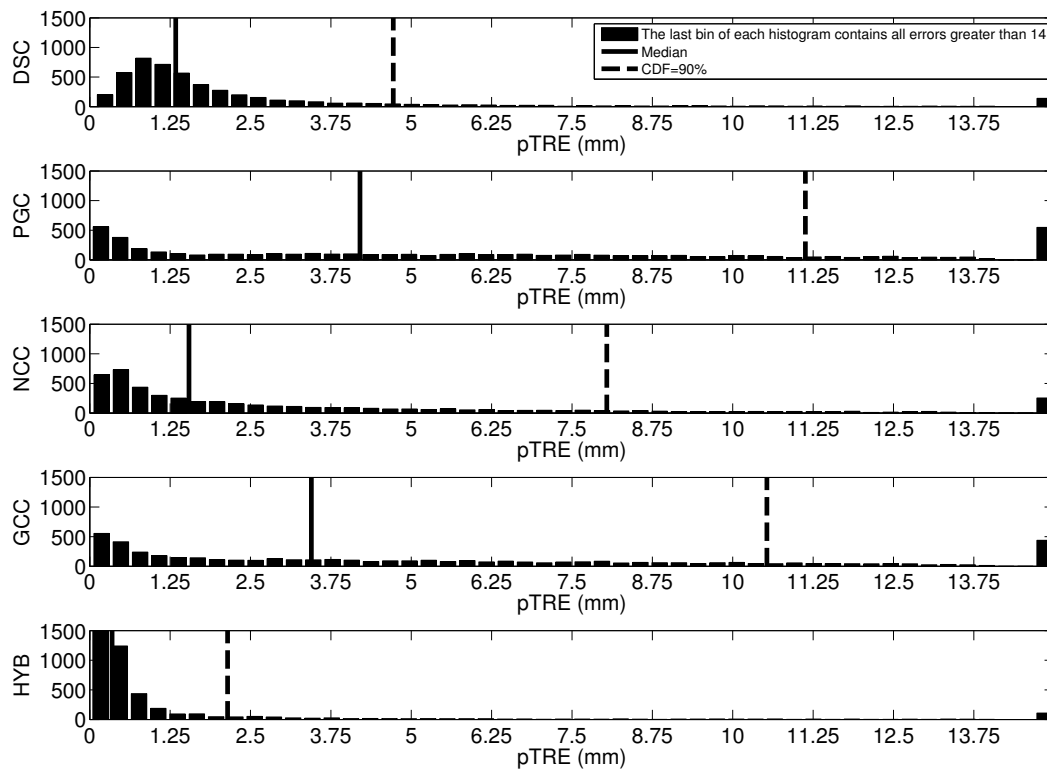 1500
1000
500
0
DSC
The last bin of each histogram contains all errors greater than 14
Median
CDF=90%
0 1.25 2.5 3.75 5 6.25 7.5 8.75 10 11.25 12.5 13.75
pTRE (mm)
1500
1000
500
0
PGC
0 1.25 2.5 3.75 5 6.25 7.5 8.75 10 11.25 12.5 13.75
pTRE (mm)
1500
1000
500
0
NCC
0 1.25 2.5 3.75 5 6.25 7.5 8.75 10 11.25 12.5 13.75
pTRE (mm)
1500
1000
500
0
GCC
0 1.25 2.5 3.75 5 6.25 7.5 8.75 10 11.25 12.5 13.75
pTRE (mm)
1500
1000
500
0
HYB
0 1.25 2.5 3.75 5 6.25 7.5 8.75 10 11.25 12.5 13.75
pTRE (mm)